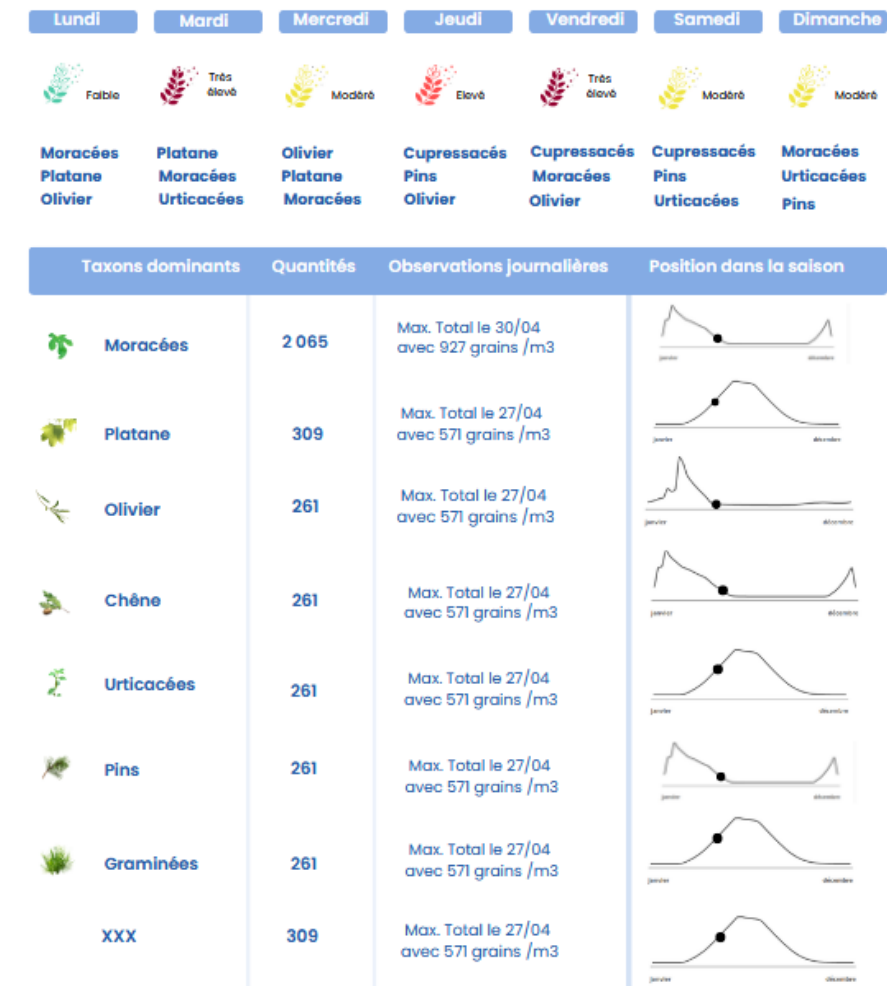 Lundi Mardi Mercredi Jeudi Vendredi Samedi Dimanche
Faible
Très
élevé
Modéré
Elevé
Très
élevé
Modéré
Modéré
Moracées
Platane
Olivier
Platane
Moracées
Urticacées
Olivier
Platane
Moracées
Cupressacés
Pins
Olivier
Cupressacés
Moracées
Olivier
Cupressacés
Pins
Urticacées
Moracées
Urticacées
Pins
Taxons dominants Quantités Observations journalières Position dans la saison
Moracées 2 065
Max. Total le 30/04
avec 927 grains /m3
janvier décembre
Platane 309
Max. Total le 27/04
avec 571 grains /m3
janvier décembre
Olivier 261
Max. Total le 27/04
avec 571 grains /m3
janvier décembre
Chêne 261
Max. Total le 27/04
avec 571 grains /m3
janvier décembre
Urticacées 261
Max. Total le 27/04
avec 571 grains /m3
janvier décembre
Pins 261
Max. Total le 27/04
avec 571 grains /m3
janvier décembre
Graminées 261
Max. Total le 27/04
avec 571 grains /m3
janvier décembre
XXX 309
Max. Total le 27/04
avec 571 grains /m3
janvier décembre